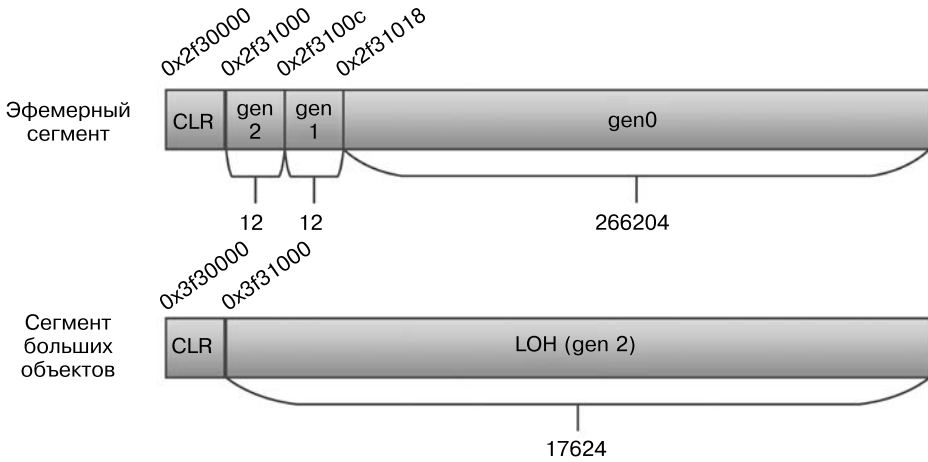 0x2f30000
0x2f31000
0x2f3100c
0x2f31018
Эфемерный
сегмент
CLR
gen
2
gen
1
gen0
12
12
266204
0x3f30000
0x3f31000
Сегмент
больших
объектов
CLR
LOH (gen 2)
17624